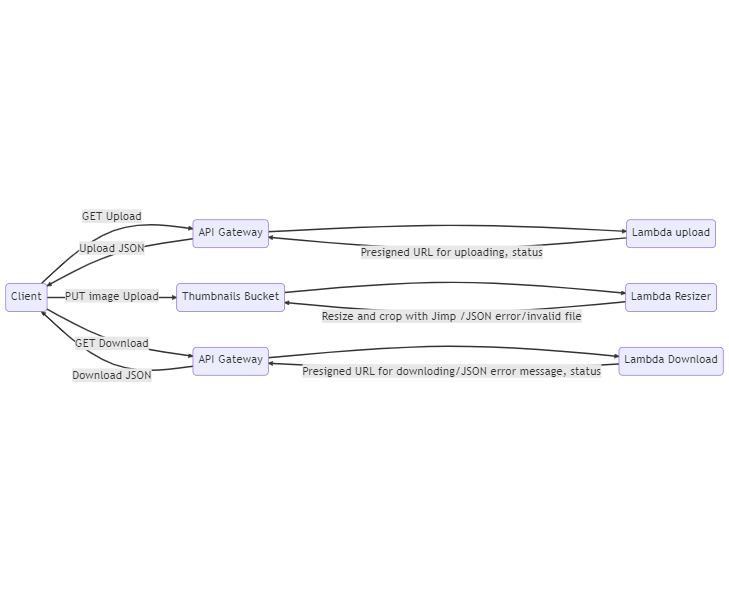 GET Upload
API Gateway
Lambda upload
Upload JSON
Presigned URL for uploading, status
Client
PUT image Upload
Thumbnails Bucket
Lambda Resizer
Resize and crop with Jimp /JSON error/invalid file
GET Download
API Gateway
Lambda Download
Download JSON
Presigned URL for downloding/JSON error message, status